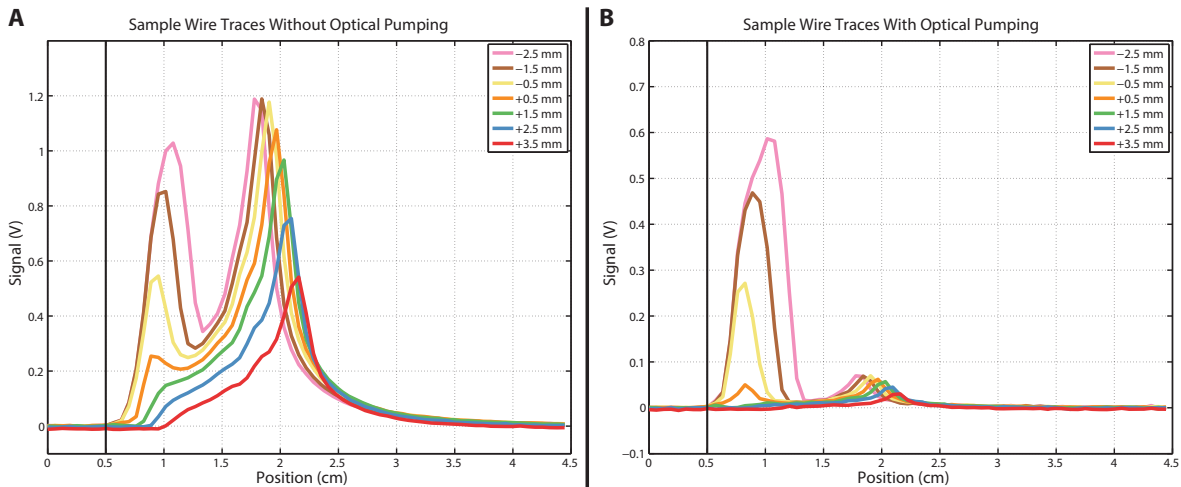 A
Sample Wire Traces Without Optical Pumping
Signal (V)
1.2
1
0.8
0.6
0.4
0.2
0
0
0.5
1
1.5
2
2.5
3
3.5
4
4.5
Position (cm)
−2.5 mm
−1.5 mm
−0.5 mm
+0.5 mm
+1.5 mm
+2.5 mm
+3.5 mm
B
Sample Wire Traces With Optical Pumping
Signal (V)
0.8
0.7
0.6
0.5
0.4
0.3
0.2
0.1
0
−0.1
0
0.5
1
1.5
2
2.5
3
3.5
4
4.5
Position (cm)
−2.5 mm
−1.5 mm
−0.5 mm
+0.5 mm
+1.5 mm
+2.5 mm
+3.5 mm